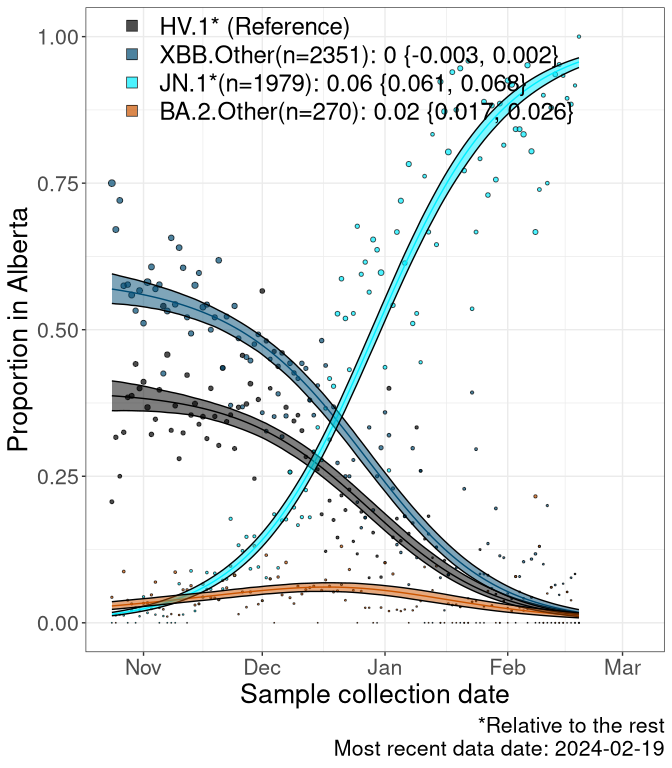 HV.1* (Reference)
XBB.Other(n=2351): 0 {-0.003, 0.002}
JN.1*(n=1979): 0.06 {0.061, 0.068}
BA.2.Other(n=270): 0.02 {0.017, 0.026}
1.00
0.75
0.50
0.25
0.00
Proportion in Alberta
Nov Dec Jan Feb Mar
Sample collection date
*Relative to the rest
Most recent data date: 2024-02-19